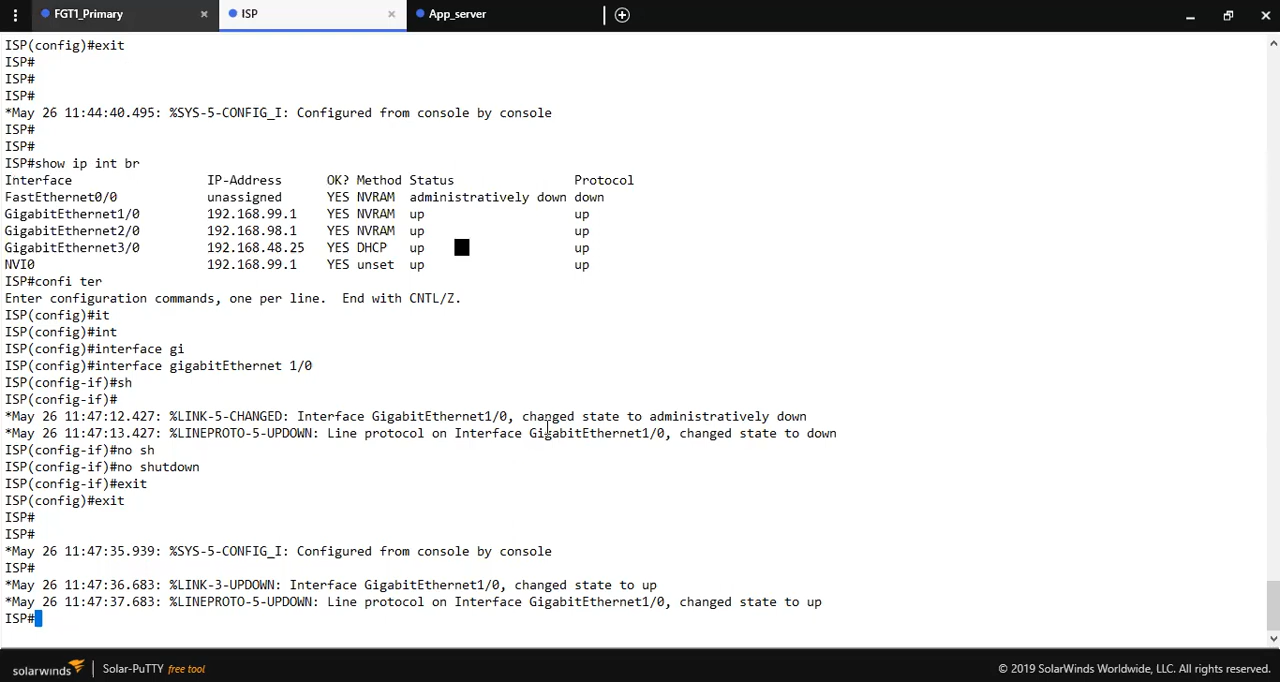 FGT1_Primary × ISP × App_server
ISP(config)#exit
ISP#
ISP#
ISP#
*May 26 11:44:40.495: %SYS-5-CONFIG_I: Configured from console by console
ISP#
ISP#
ISP#show ip int br
Interface IP-Address OK? Method Status Protocol
FastEthernet0/0 unassigned YES NVRAM administratively down down
GigabitEthernet1/0 192.168.99.1 YES NVRAM up up
GigabitEthernet2/0 192.168.98.1 YES NVRAM up up
GigabitEthernet3/0 192.168.48.25 YES DHCP up up
NVI0 192.168.99.1 YES unset up up
ISP#confi ter
Enter configuration commands, one per line. End with CNTL/Z.
ISP(config)#it
ISP(config)#int
ISP(config)#interface gi
ISP(config)#interface gigabitEthernet 1/0
ISP(config-if)#sh
ISP(config-if)#
*May 26 11:47:12.427: %LINK-5-CHANGED: Interface GigabitEthernet1/0, changed state to administratively down
*May 26 11:47:13.427: %LINEPROTO-5-UPDOWN: Line protocol on Interface GigabitEthernet1/0, changed state to down
ISP(config-if)#no sh
ISP(config-if)#no shutdown
ISP(config-if)#exit
ISP(config)#exit
ISP#
ISP#
*May 26 11:47:35.939: %SYS-5-CONFIG_I: Configured from console by console
ISP#
*May 26 11:47:36.683: %LINK-3-UPDOWN: Interface GigabitEthernet1/0, changed state to up
*May 26 11:47:37.683: %LINEPROTO-5-UPDOWN: Line protocol on Interface GigabitEthernet1/0, changed state to up
ISP#
solarwinds | Solar-PuTTY free tool © 2019 SolarWinds Worldwide, LLC. All rights reserved.